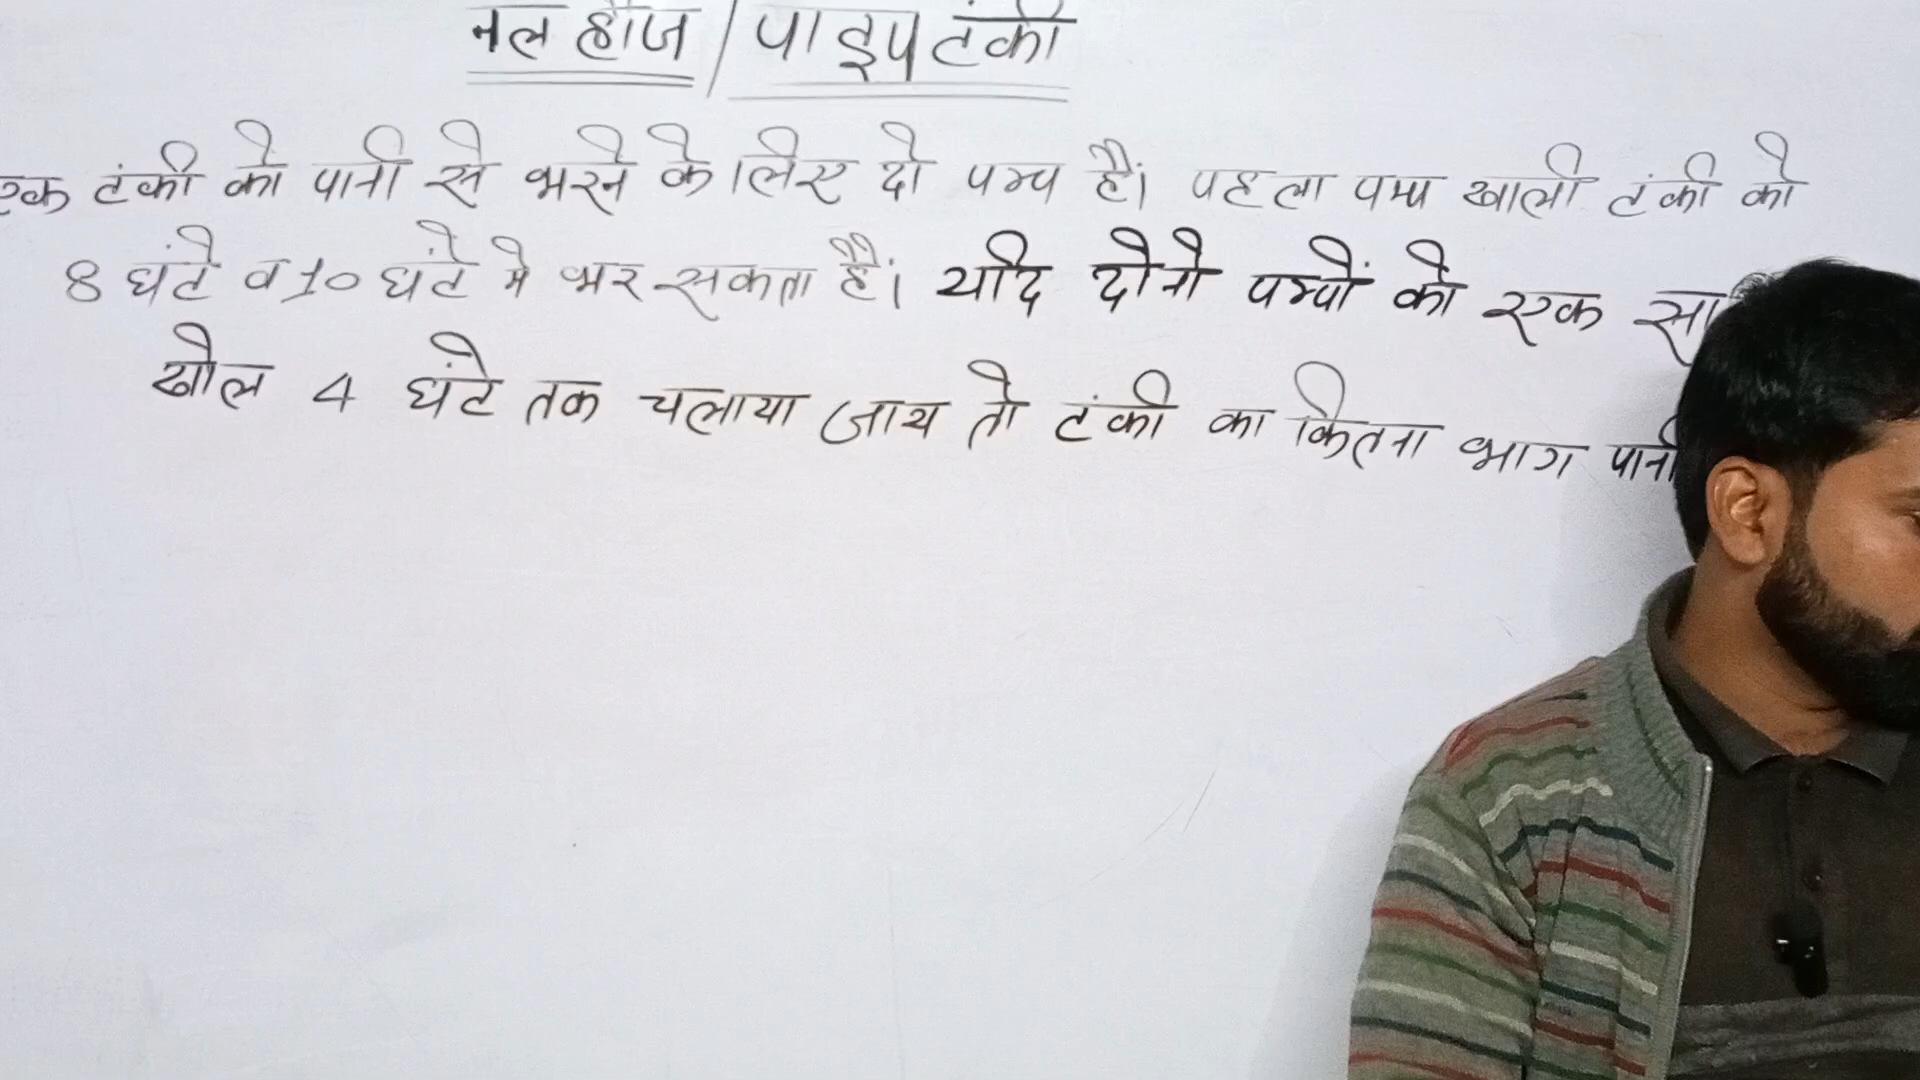 नल हौज / पाइप टंकी
एक टंकी को पानी से भरने के लिए दो पम्प हैं। पहला पम्प खाली टंकी को
8 घंटे व 10 घंटे मे भर सकता हैं। यदि दोनो पम्पों को एक सा
खोल 4 घंटे तक चलाया जाय तो टंकी का कितना भाग पानी